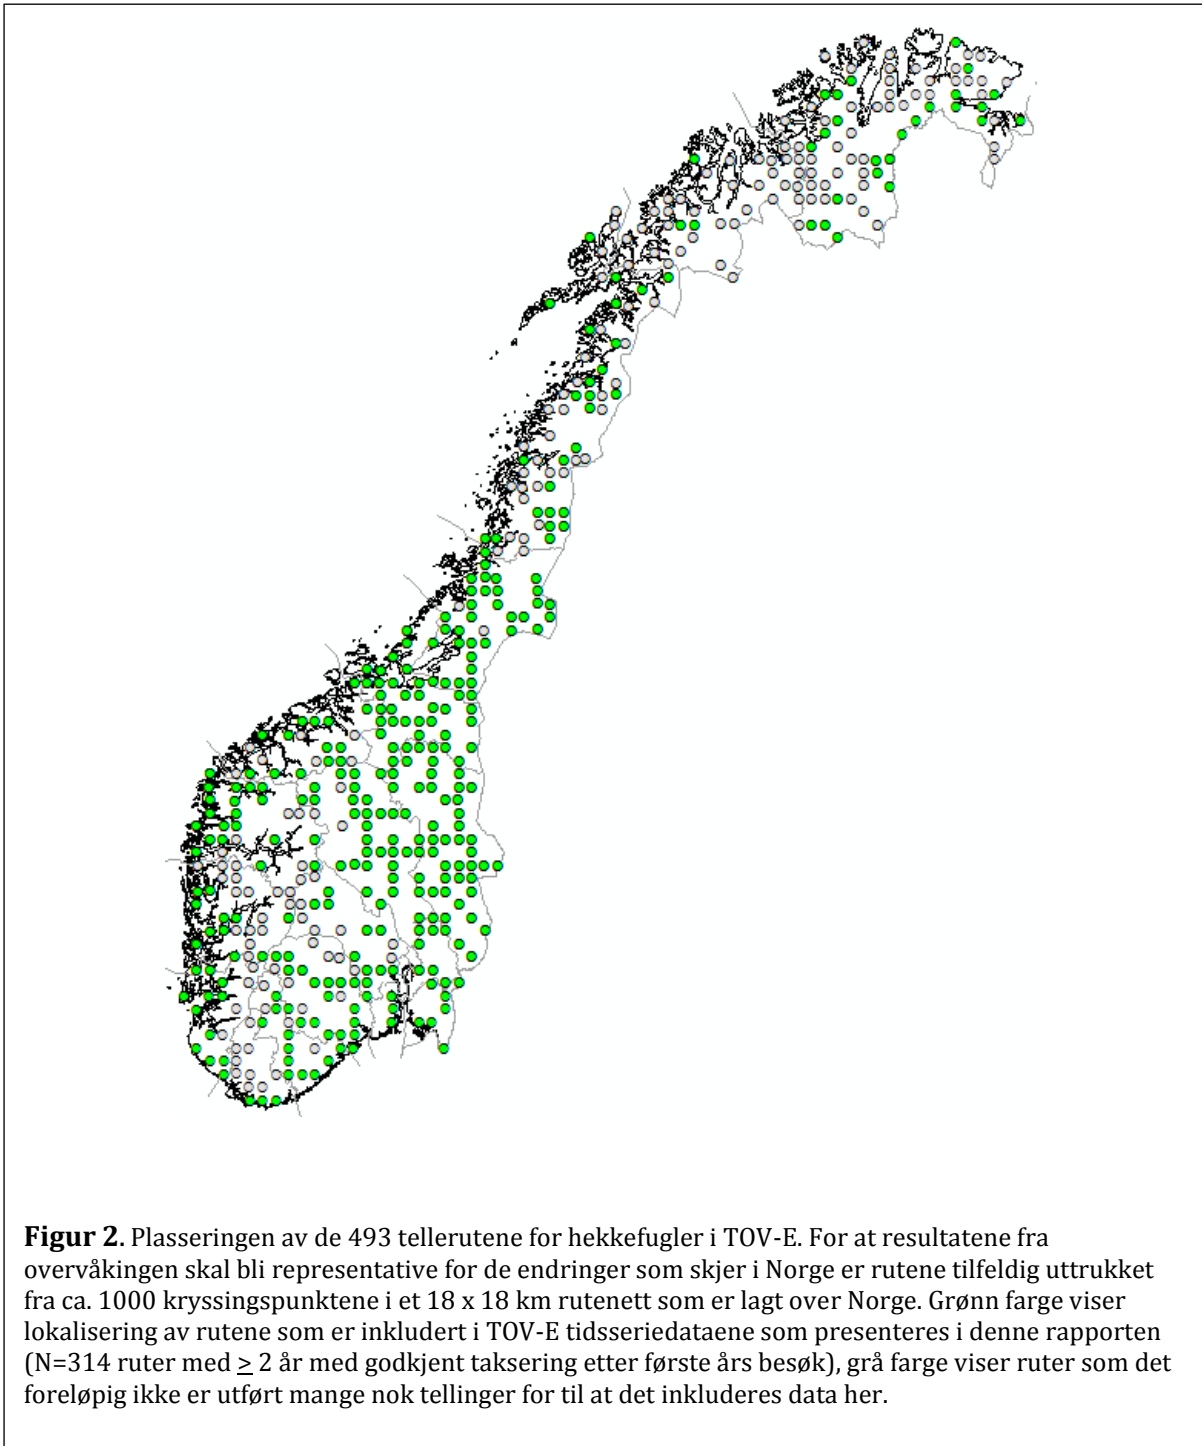 Figur 2. Plasseringen av de 493 tellerutene for hekkefugler i TOV-E. For at resultatene fra
overvåkingen skal bli representative for de endringer som skjer i Norge er rutene tilfeldig uttrukket
fra ca. 1000 kryssingspunktene i et 18 x 18 km rutenett som er lagt over Norge. Grønn farge viser
lokalisering av rutene som er inkludert i TOV-E tidsseriedataene som presenteres i denne rapporten
(N=314 ruter med ≥ 2 år med godkjent taksering etter første års besøk), grå farge viser ruter som det
foreløpig ikke er utført mange nok tellinger for til at det inkluderes data her.